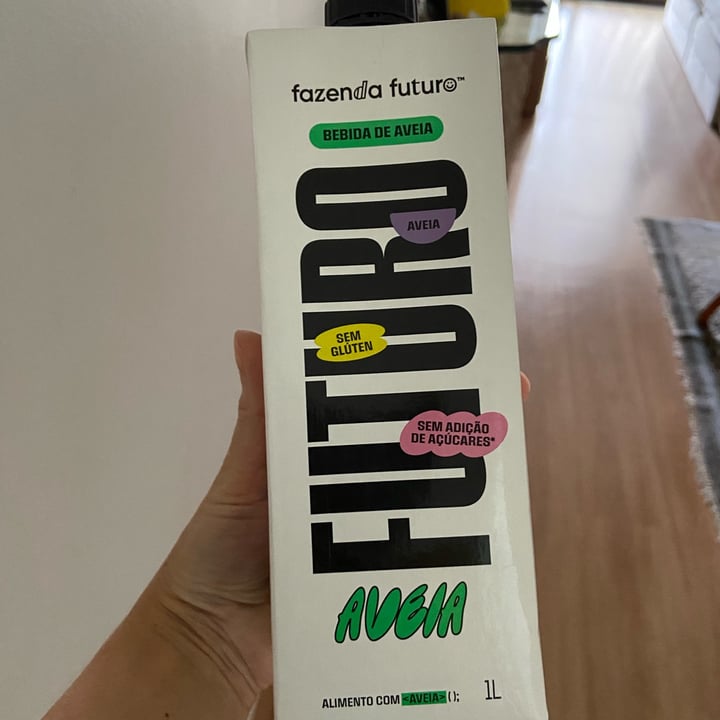 fazenda futuro™
BEBIDA DE AVEIA
FUTURO
AVEIA
SEM
GLÚTEN
SEM ADIÇÃO
DE AÇÚCARES*
AVEIA
ALIMENTO COM <AVEIA>();
1L